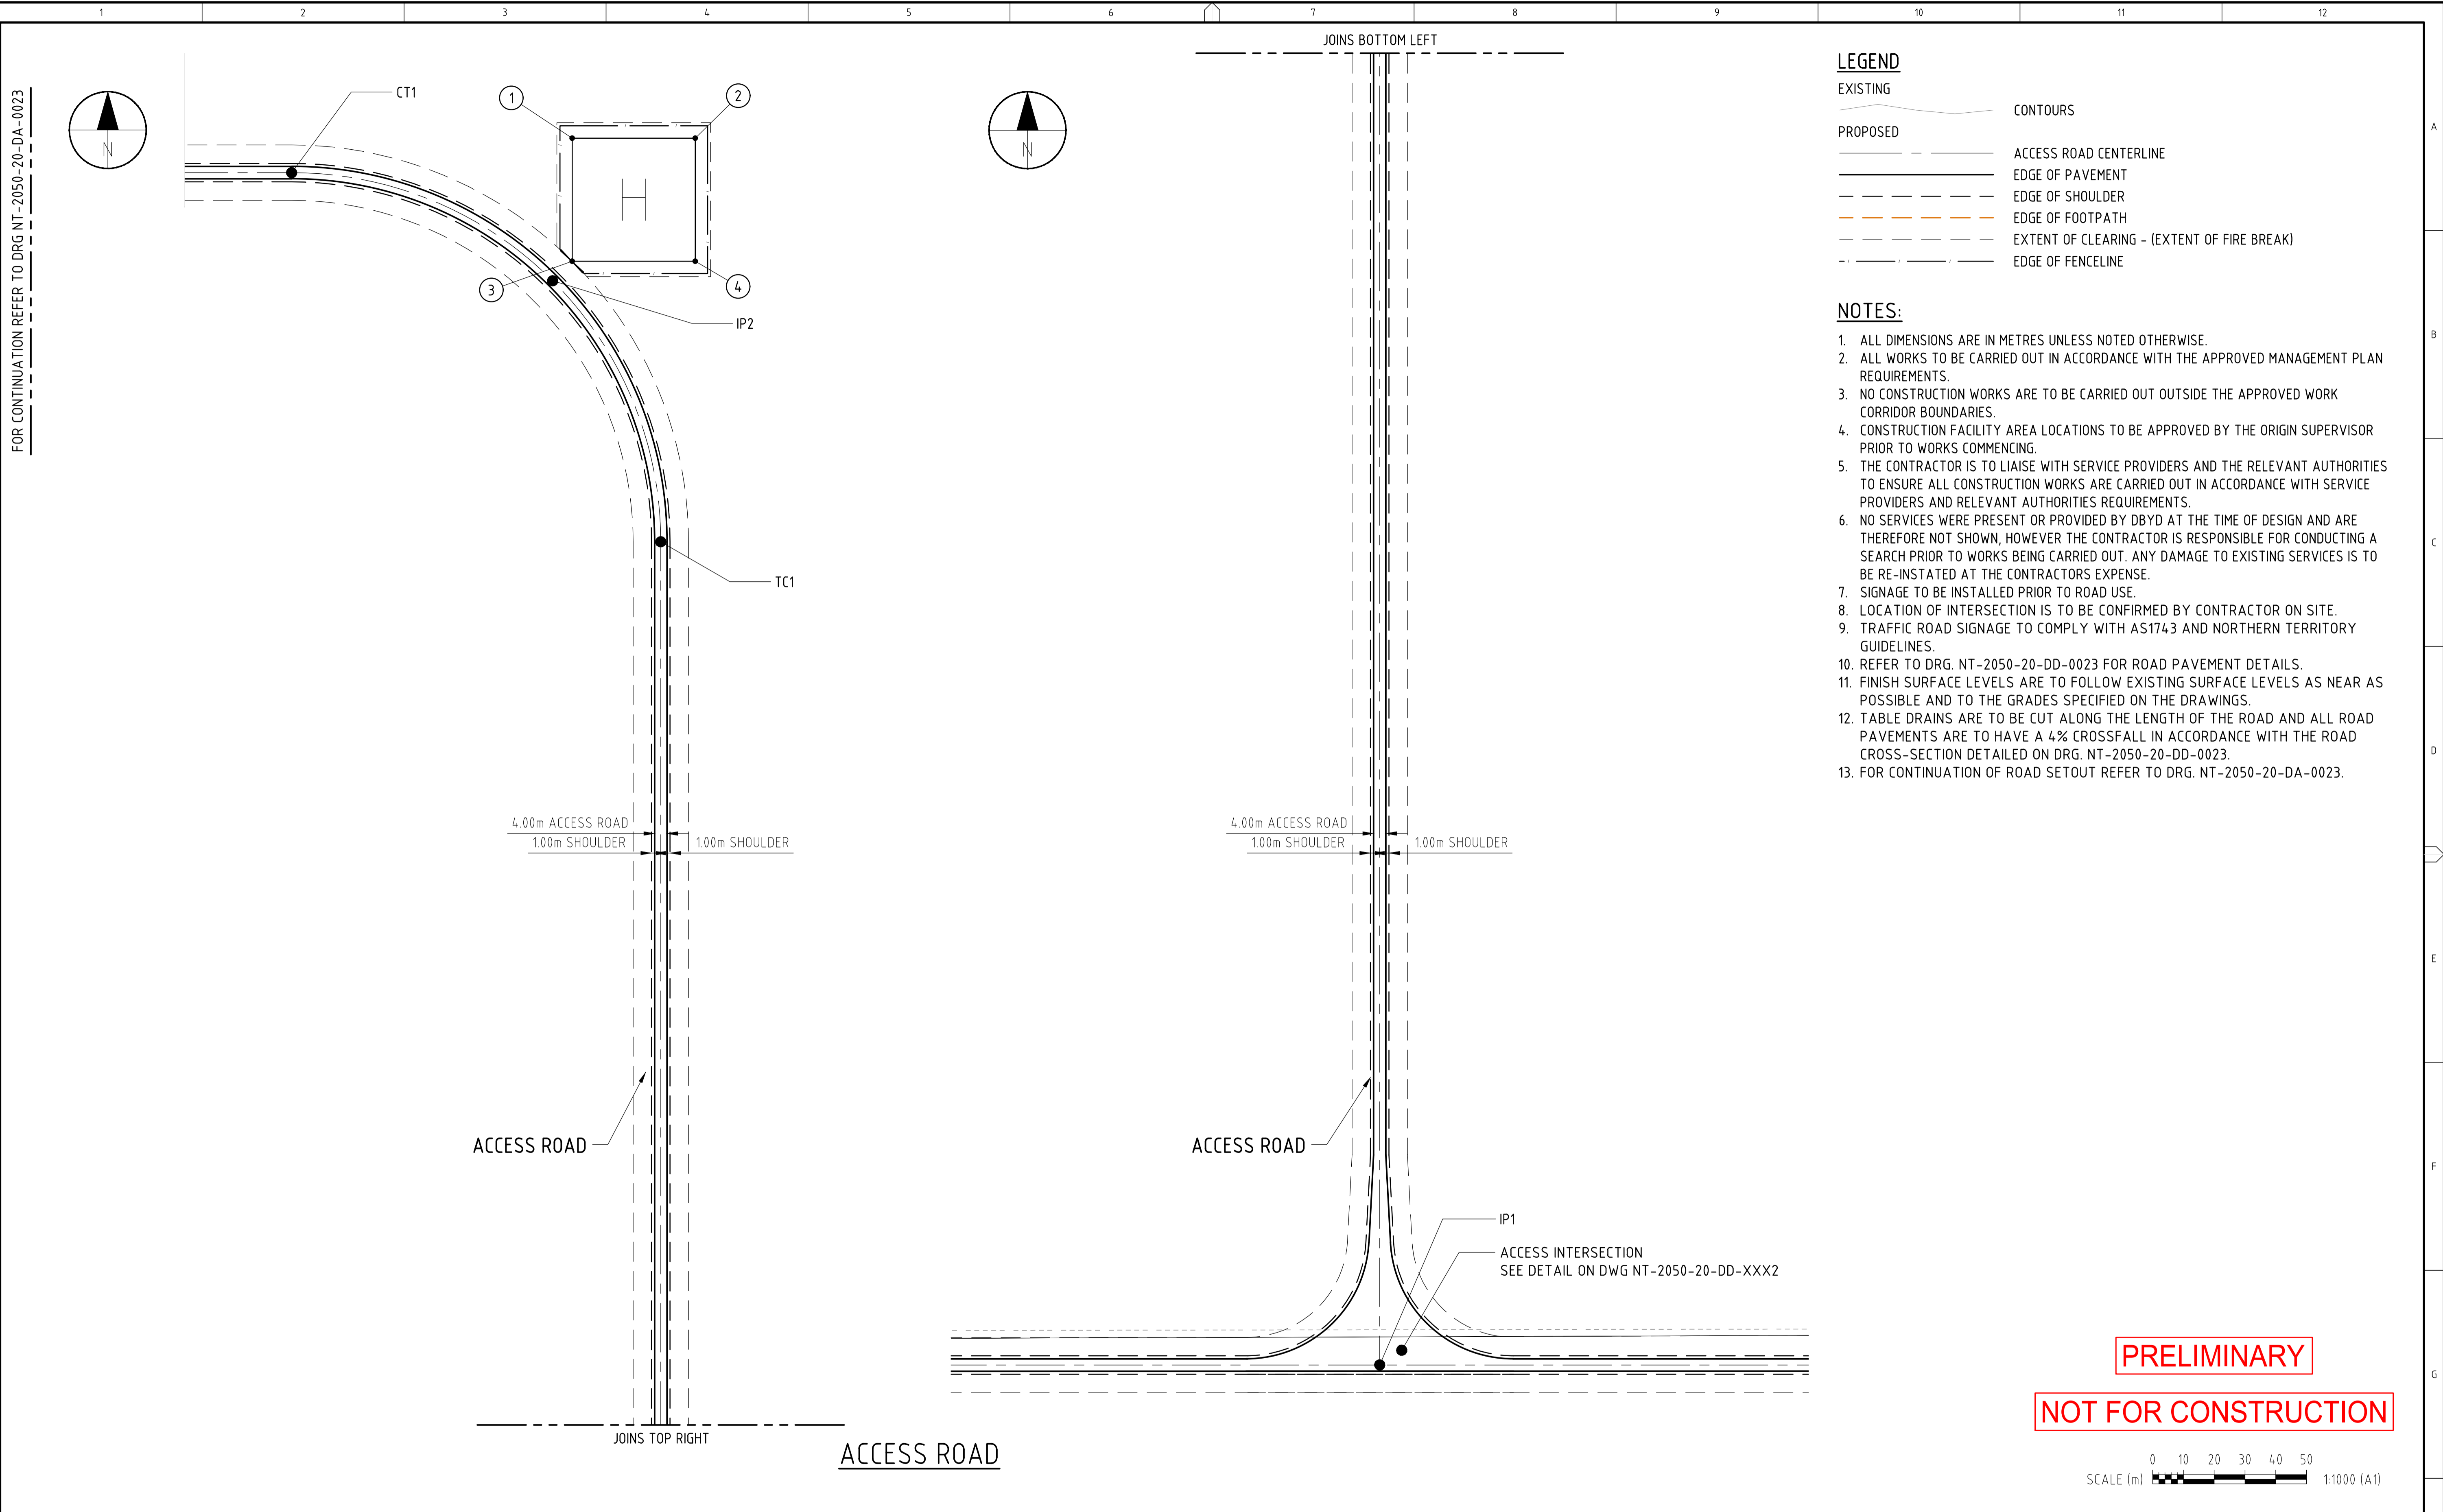 1 2 3 4 5 6 7 8 9 10 11 12
A
B
C
D
E
F
G
FOR CONTINUATION REFER TO DRG NT-2050-20-DA-0023
N
CT1
1
2
H
3
4
IP2
TC1
4.00m ACCESS ROAD
1.00m SHOULDER
1.00m SHOULDER
ACCESS ROAD
JOINS TOP RIGHT
JOINS BOTTOM LEFT
N
4.00m ACCESS ROAD
1.00m SHOULDER
1.00m SHOULDER
ACCESS ROAD
IP1
ACCESS INTERSECTION
SEE DETAIL ON DWG NT-2050-20-DD-XXX2
ACCESS ROAD
LEGEND
EXISTING
CONTOURS
PROPOSED
ACCESS ROAD CENTERLINE
EDGE OF PAVEMENT
EDGE OF SHOULDER
EDGE OF FOOTPATH
EXTENT OF CLEARING - (EXTENT OF FIRE BREAK)
EDGE OF FENCELINE
NOTES:
1. ALL DIMENSIONS ARE IN METRES UNLESS NOTED OTHERWISE.
2. ALL WORKS TO BE CARRIED OUT IN ACCORDANCE WITH THE APPROVED MANAGEMENT PLAN
REQUIREMENTS.
3. NO CONSTRUCTION WORKS ARE TO BE CARRIED OUT OUTSIDE THE APPROVED WORK
CORRIDOR BOUNDARIES.
4. CONSTRUCTION FACILITY AREA LOCATIONS TO BE APPROVED BY THE ORIGIN SUPERVISOR
PRIOR TO WORKS COMMENCING.
5. THE CONTRACTOR IS TO LIAISE WITH SERVICE PROVIDERS AND THE RELEVANT AUTHORITIES
TO ENSURE ALL CONSTRUCTION WORKS ARE CARRIED OUT IN ACCORDANCE WITH SERVICE
PROVIDERS AND RELEVANT AUTHORITIES REQUIREMENTS.
6. NO SERVICES WERE PRESENT OR PROVIDED BY DBYD AT THE TIME OF DESIGN AND ARE
THEREFORE NOT SHOWN, HOWEVER THE CONTRACTOR IS RESPONSIBLE FOR CONDUCTING A
SEARCH PRIOR TO WORKS BEING CARRIED OUT. ANY DAMAGE TO EXISTING SERVICES IS TO
BE RE-INSTATED AT THE CONTRACTORS EXPENSE.
7. SIGNAGE TO BE INSTALLED PRIOR TO ROAD USE.
8. LOCATION OF INTERSECTION IS TO BE CONFIRMED BY CONTRACTOR ON SITE.
9. TRAFFIC ROAD SIGNAGE TO COMPLY WITH AS1743 AND NORTHERN TERRITORY
GUIDELINES.
10. REFER TO DRG. NT-2050-20-DD-0023 FOR ROAD PAVEMENT DETAILS.
11. FINISH SURFACE LEVELS ARE TO FOLLOW EXISTING SURFACE LEVELS AS NEAR AS
POSSIBLE AND TO THE GRADES SPECIFIED ON THE DRAWINGS.
12. TABLE DRAINS ARE TO BE CUT ALONG THE LENGTH OF THE ROAD AND ALL ROAD
PAVEMENTS ARE TO HAVE A 4% CROSSFALL IN ACCORDANCE WITH THE ROAD
CROSS-SECTION DETAILED ON DRG. NT-2050-20-DD-0023.
13. FOR CONTINUATION OF ROAD SETOUT REFER TO DRG. NT-2050-20-DA-0023.
PRELIMINARY
NOT FOR CONSTRUCTION
0 10 20 30 40 50
SCALE (m) 1:1000 (A1)